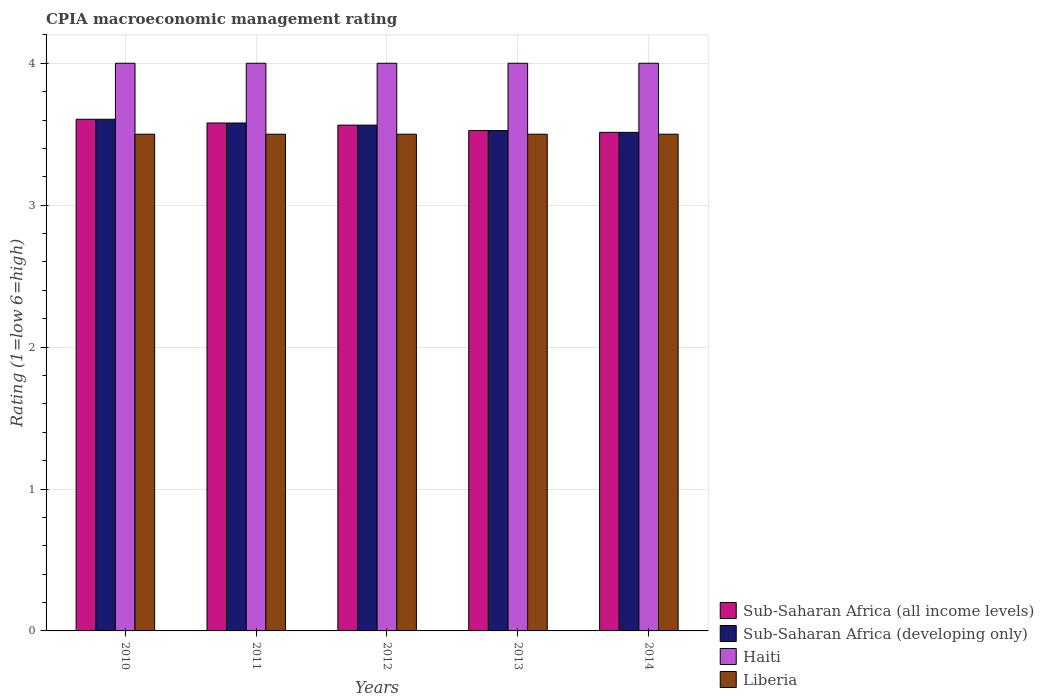 CPIA macroeconomic management rating
Rating (1=low 6=high)
4
3
2
1
0
2010
2011
2012
2013
2014
Years
Sub-Saharan Africa (all income levels)
Sub-Saharan Africa (developing only)
Haiti
Liberia